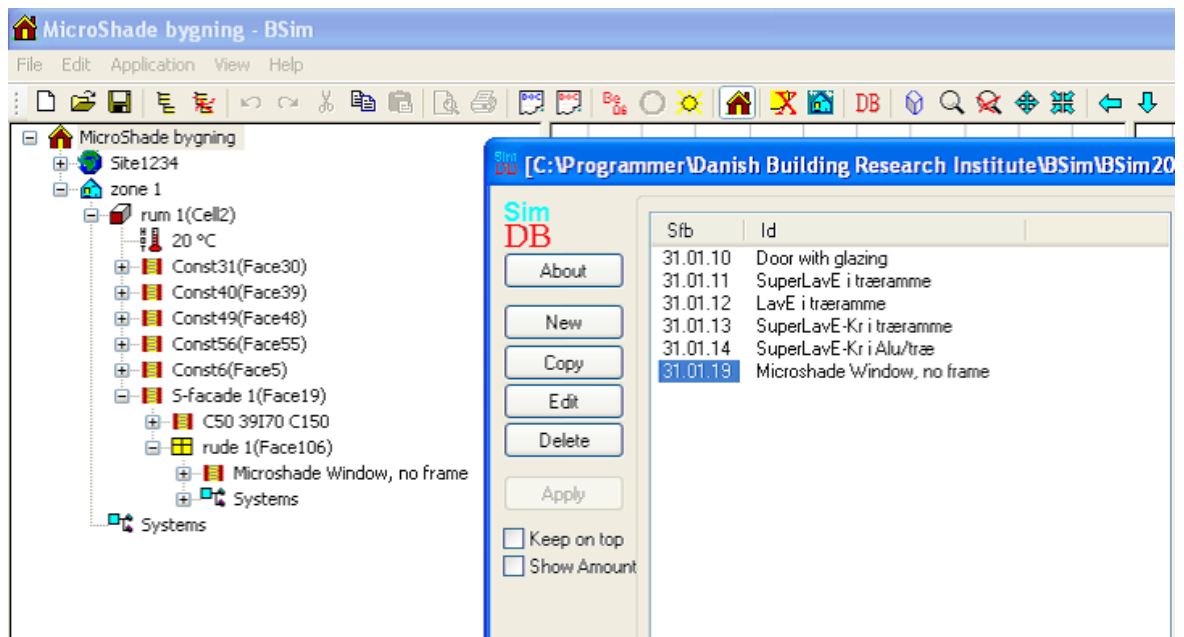 MicroShade bygning - BSim
File Edit Application View Help
DB
MicroShade bygning
Site1234
zone 1
rum 1(Cell2)
20 °C
Const31(Face30)
Const40(Face39)
Const49(Face48)
Const56(Face55)
Const6(Face5)
S-facade 1(Face19)
C50 39I70 C150
rude 1(Face106)
Microshade Window, no frame
Systems
Systems
[C:\Programmer\Danish Building Research Institute\BSim\BSim20
Sim
DB
About
New
Copy
Edit
Delete
Apply
Keep on top
Show Amount
Sfb Id
31.01.10 Door with glazing
31.01.11 SuperLavE i træramme
31.01.12 LavE i træramme
31.01.13 SuperLavE-Kr i træramme
31.01.14 SuperLavE-Kr i Alu/træ
31.01.19 Microshade Window, no frame